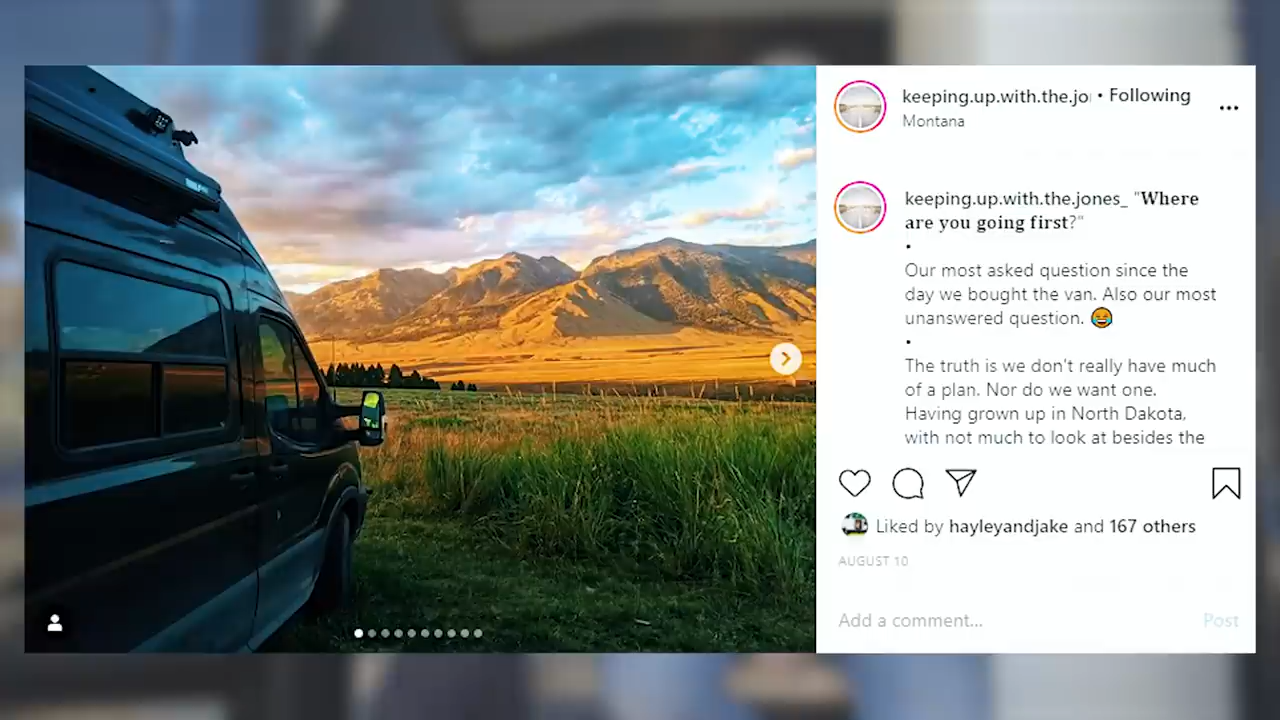 keeping.up.with.the.jo • Following
Montana
keeping.up.with.the.jones_ "Where
are you going first?"
•
Our most asked question since the
day we bought the van. Also our most
unanswered question. 😂
•
The truth is we don't really have much
of a plan. Nor do we want one.
Having grown up in North Dakota,
with not much to look at besides the
Liked by hayleyandjake and 167 others
AUGUST 10
Add a comment... Post